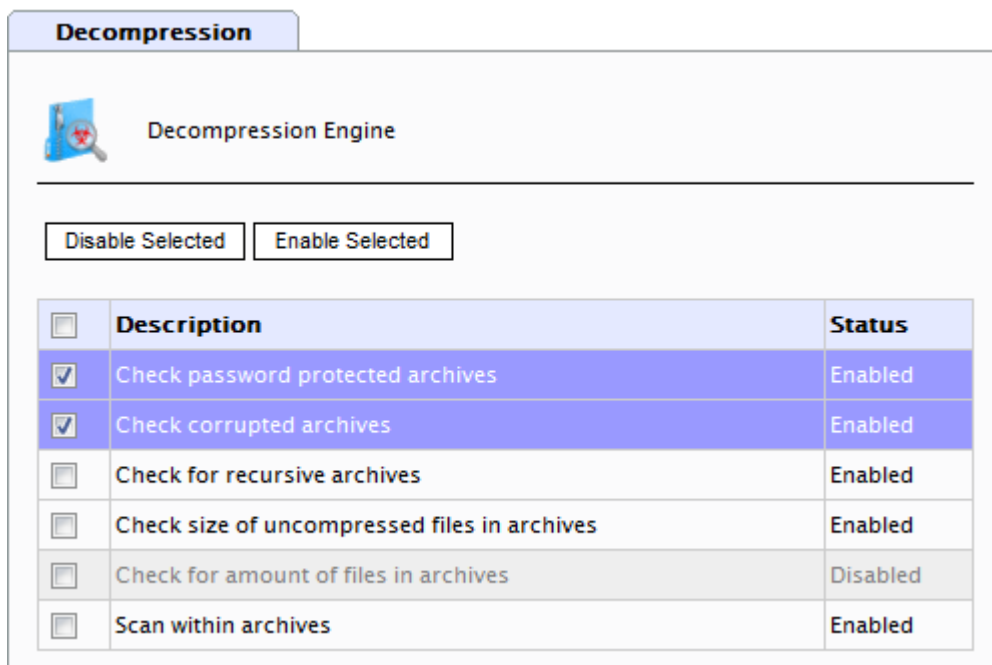 Decompression
Decompression Engine
Disable Selected Enable Selected
Description Status
Check password protected archives Enabled
Check corrupted archives Enabled
Check for recursive archives Enabled
Check size of uncompressed files in archives Enabled
Check for amount of files in archives Disabled
Scan within archives Enabled